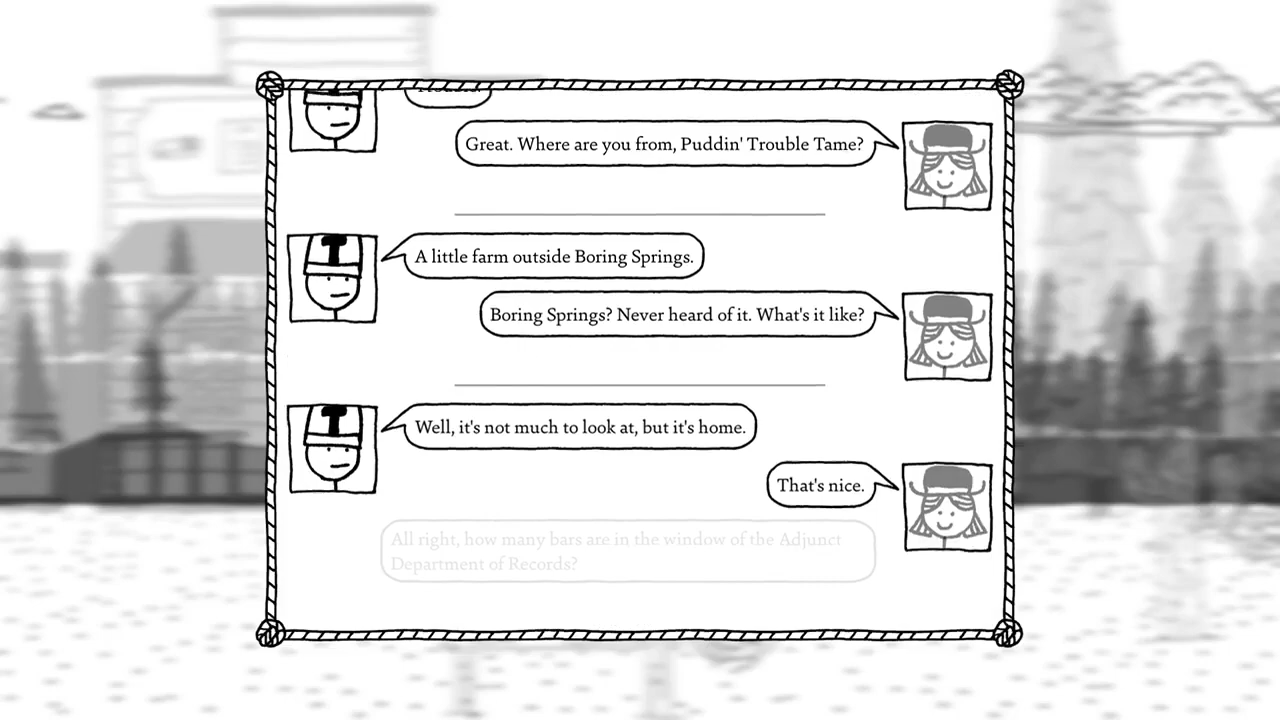 Great. Where are you from, Puddin' Trouble Tame?
A little farm outside Boring Springs.
Boring Springs? Never heard of it. What's it like?
Well, it's not much to look at, but it's home.
That's nice.
All right, how many bars are in the window of the Adjunct
Department of Records?